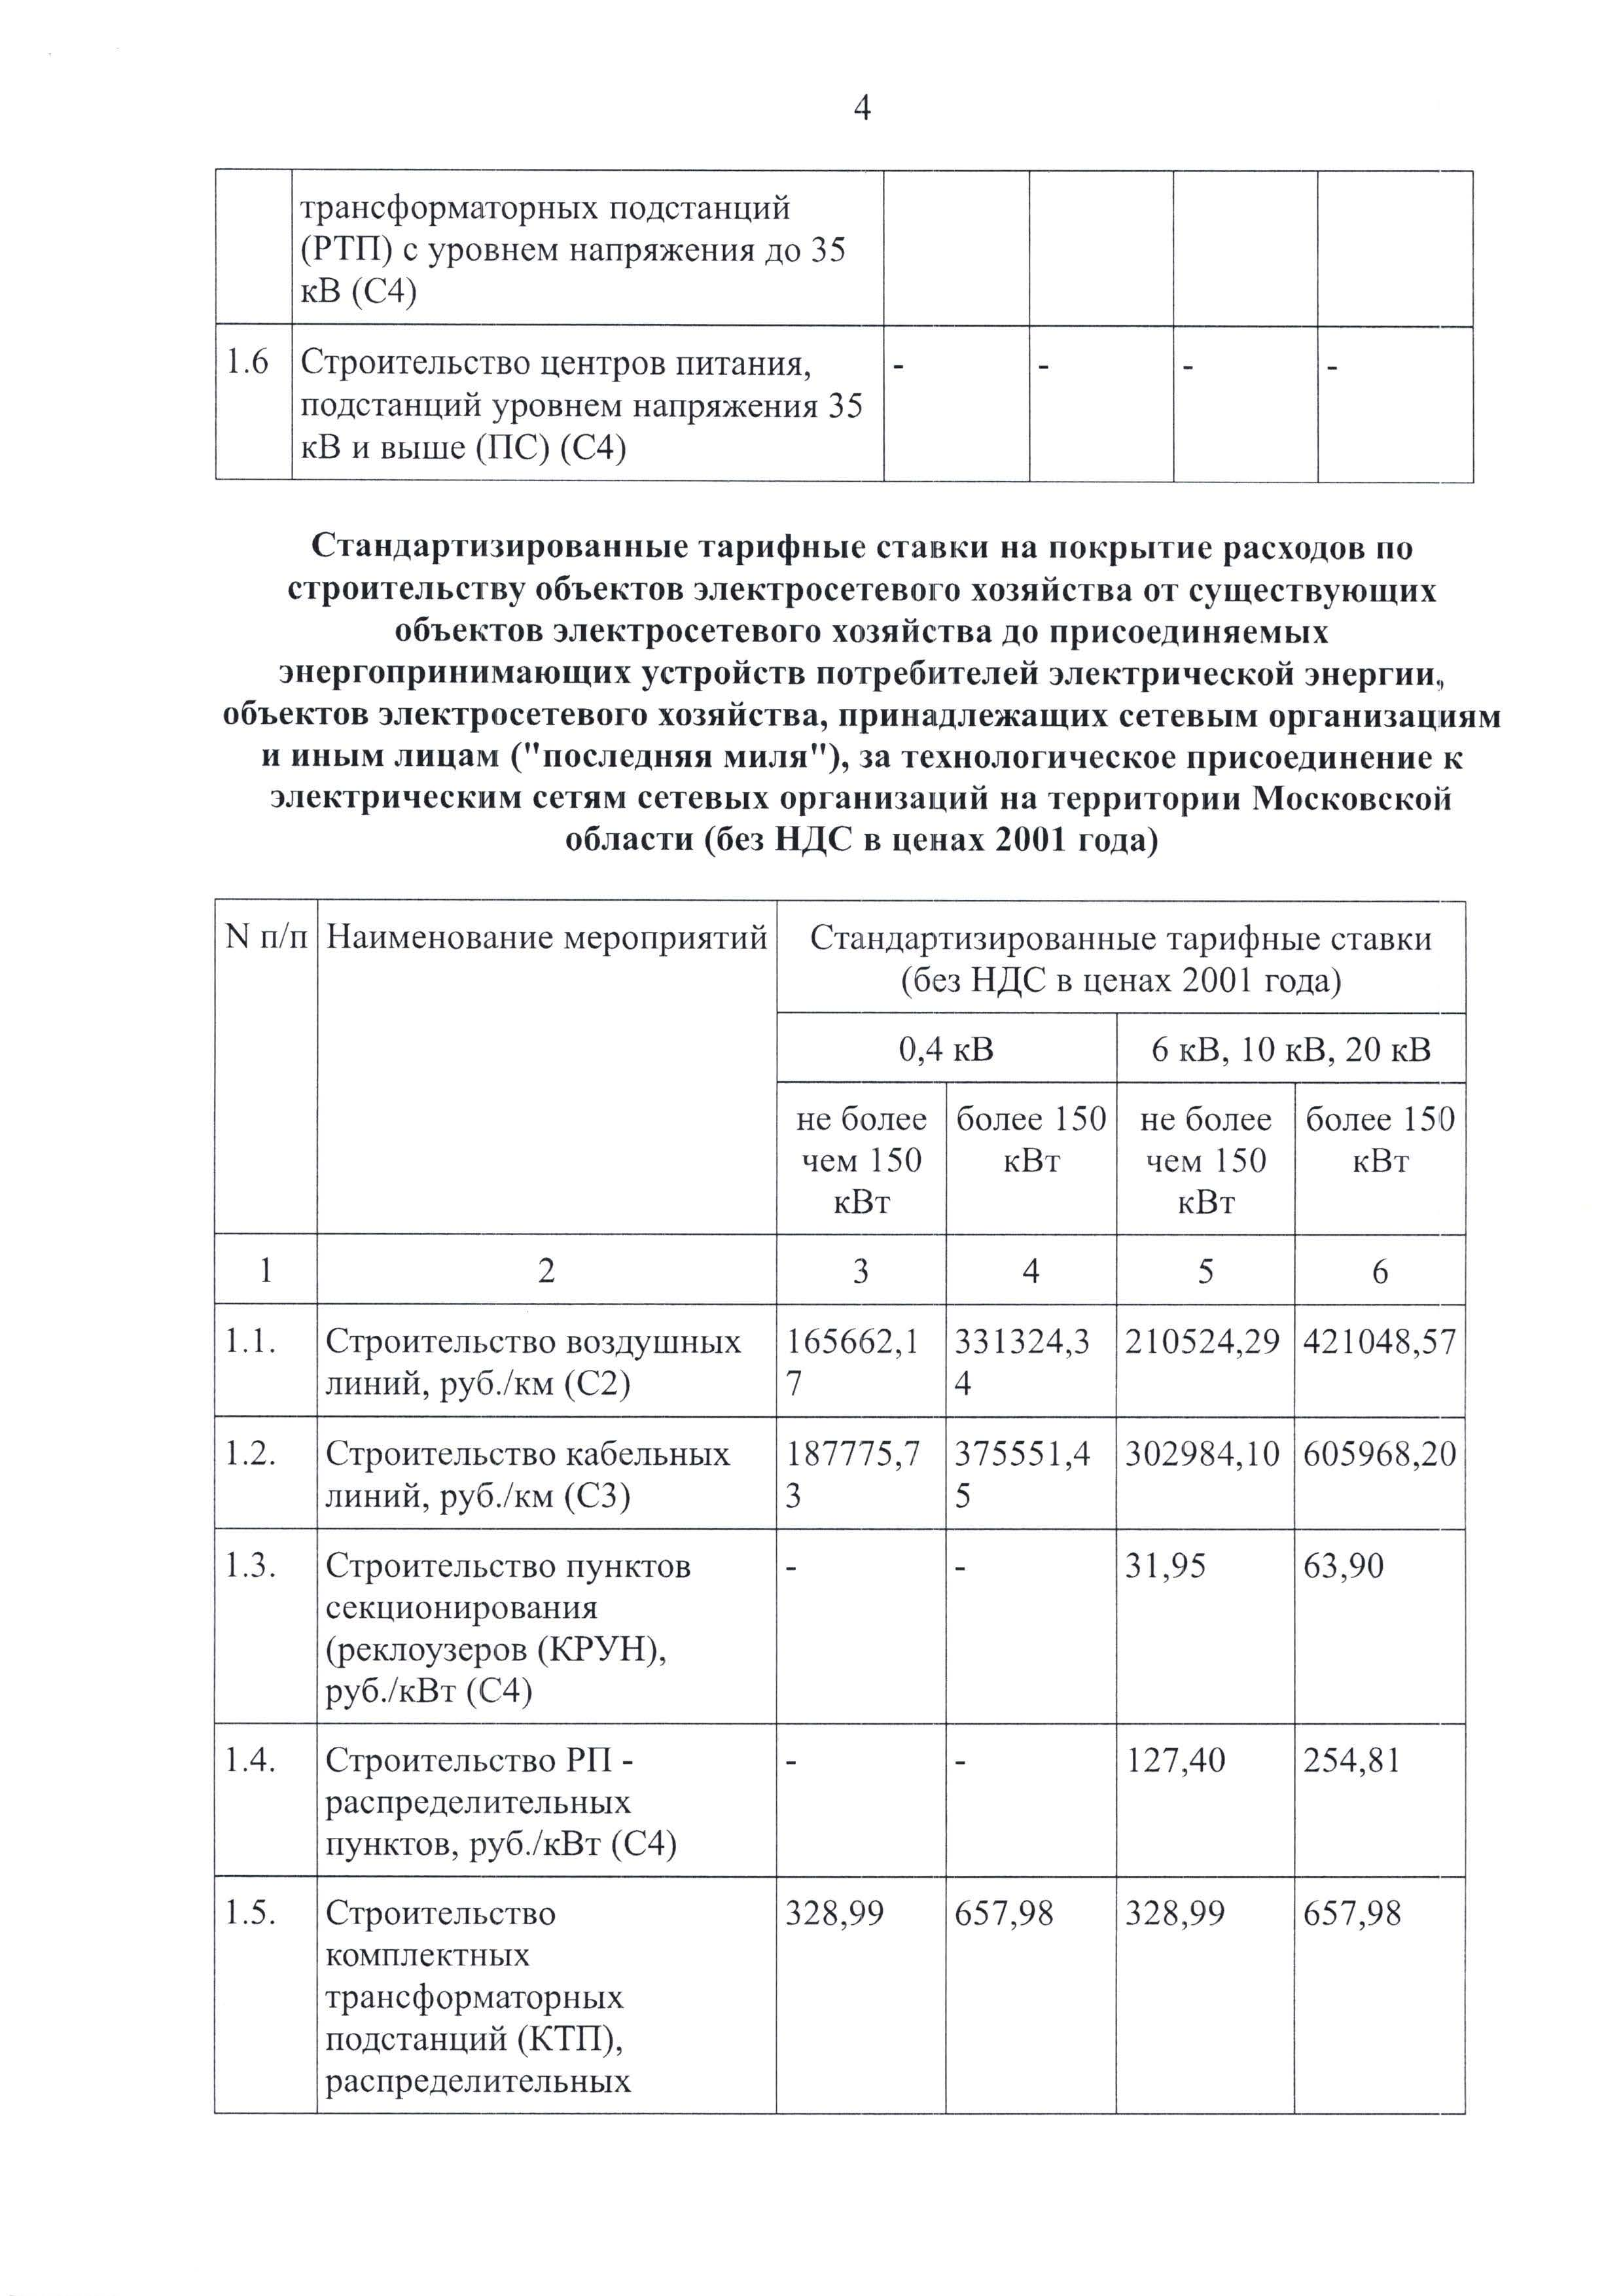 4
трансформаторных подстанций
(РТП) с уровнем напряжения до 35
кВ (С4)
1.6 Строительство центров питания, - - - -
подстанций уровнем напряжения 35
кВ и выше (ПС) (С4)
Стандартизированные тарифные ставки на покрытие расходов по
строительству объектов электросетевого хозяйства от существующих
объектов электросетевого хозяйства до присоединяемых
энергопринимающих устройств потребителей электрической энергии,
объектов электросетевого хозяйства, принадлежащих сетевым организациям
и иным лицам ("последняя миля"), за технологическое присоединение к
электрическим сетям сетевых организаций на территории Московской
области (без НДС в ценах 2001 года)
N п/п Наименование мероприятий Стандартизированные тарифные ставки
(без НДС в ценах 2001 года)
0,4 кВ 6 кВ, 10 кВ, 20 кВ
не более более 150 не более более 150
чем 150 кВт чем 150 кВт
кВт кВт
1 2 3 4 5 6
1.1. Строительство воздушных 165662,1 331324,3 210524,29 421048,57
линий, руб./км (С2) 7 4
1.2. Строительство кабельных 187775,7 375551,4 302984,10 605968,20
линий, руб./км (С3) 3 5
1.3. Строительство пунктов - - 31,95 63,90
секционирования
(реклоузеров (КРУН),
руб./кВт (С4)
1.4. Строительство РП - - - 127,40 254,81
распределительных
пунктов, руб./кВт (С4)
1.5. Строительство 328,99 657,98 328,99 657,98
комплектных
трансформаторных
подстанций (КТП),
распределительных